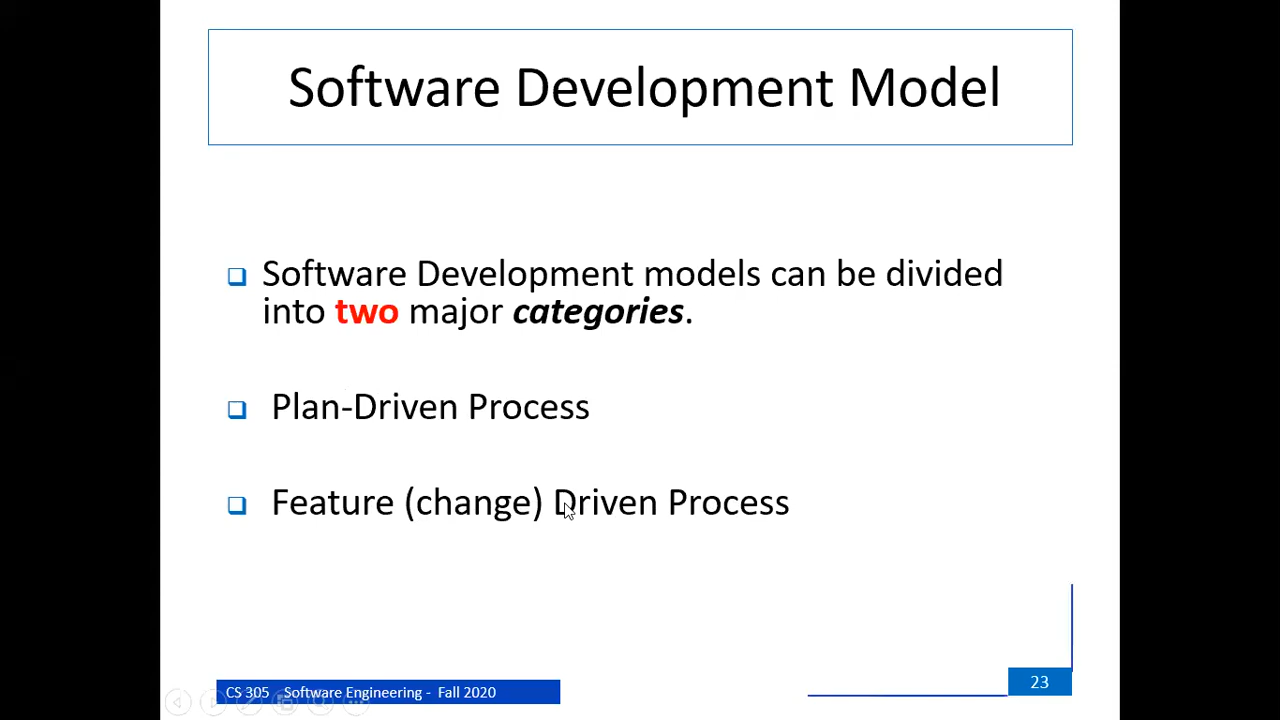 Software Development Model
Software Development models can be divided
into two major categories.
Plan-Driven Process
Feature (change) Driven Process
CS 305 Software Engineering - Fall 2020
23